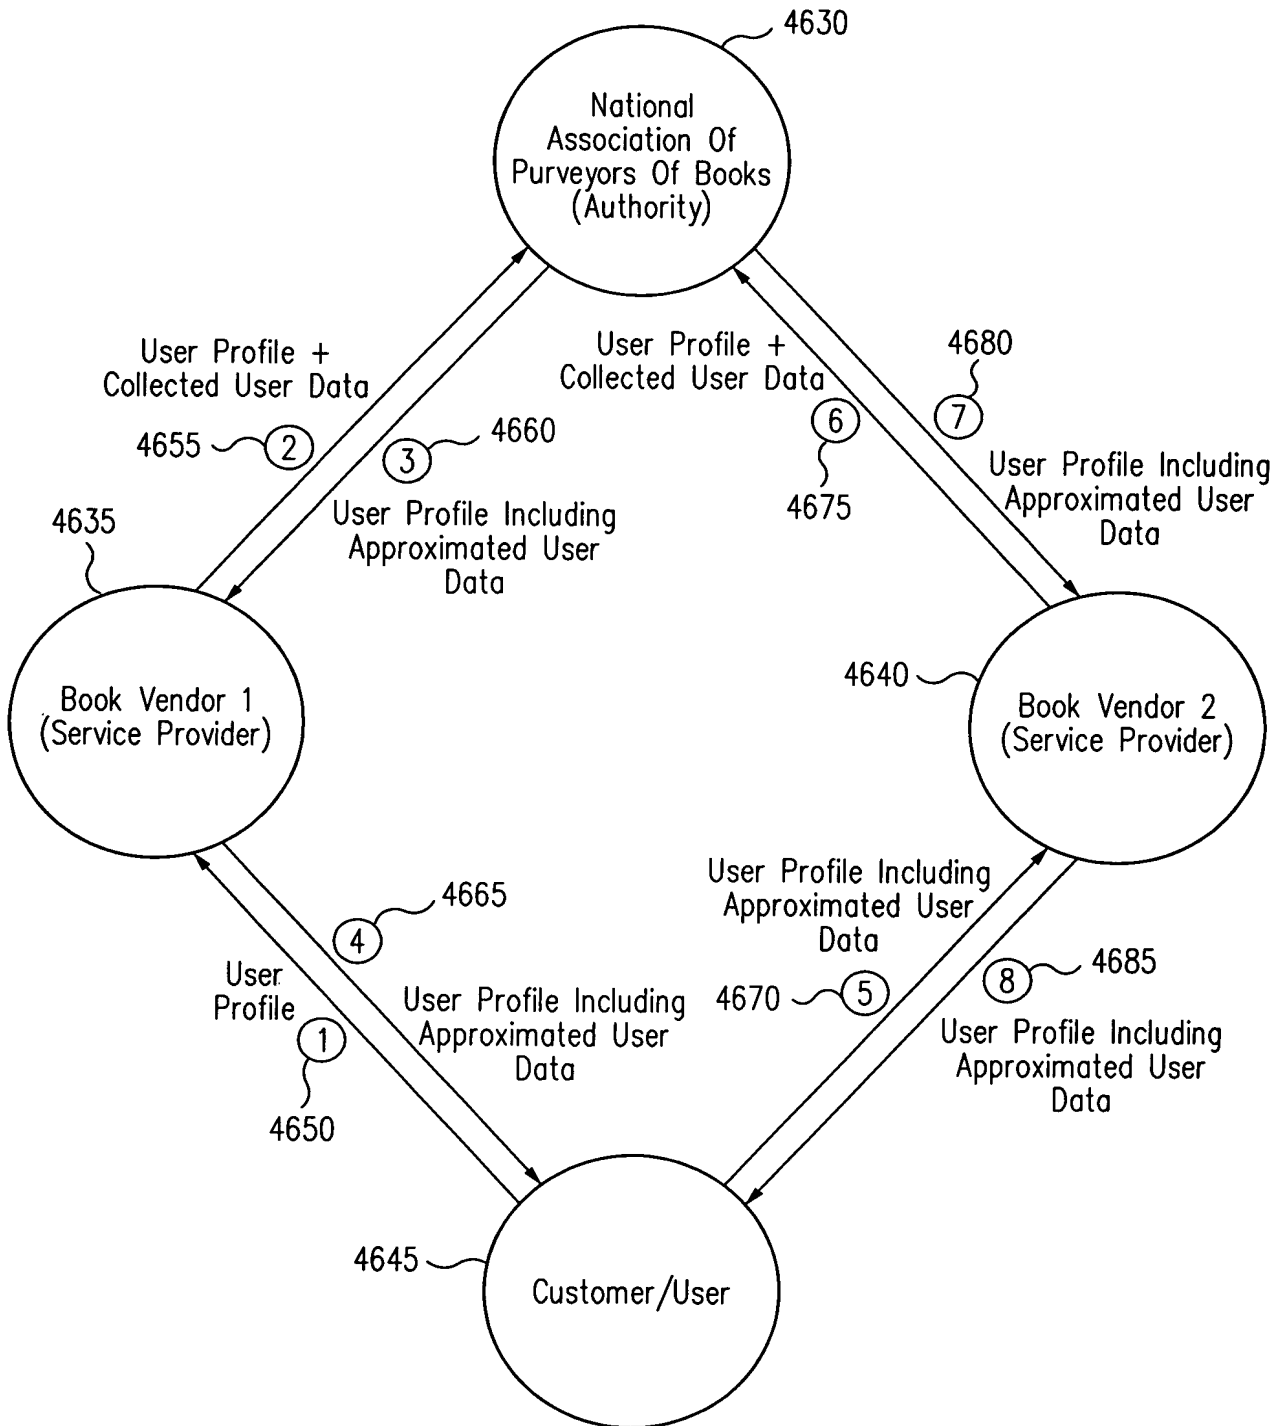 4630
National
Association Of
Purveyors Of Books
(Authority)
User Profile +
Collected User Data
4655
2
3
4660
User Profile Including
Approximated User
Data
User Profile +
Collected User Data
6
4675
4680
7
User Profile Including
Approximated User
Data
4635
Book Vendor 1
(Service Provider)
4640
Book Vendor 2
(Service Provider)
4665
4
User
Profile
1
4650
User Profile Including
Approximated User
Data
User Profile Including
Approximated User
Data
4670
5
8
4685
User Profile Including
Approximated User
Data
4645
Customer/User